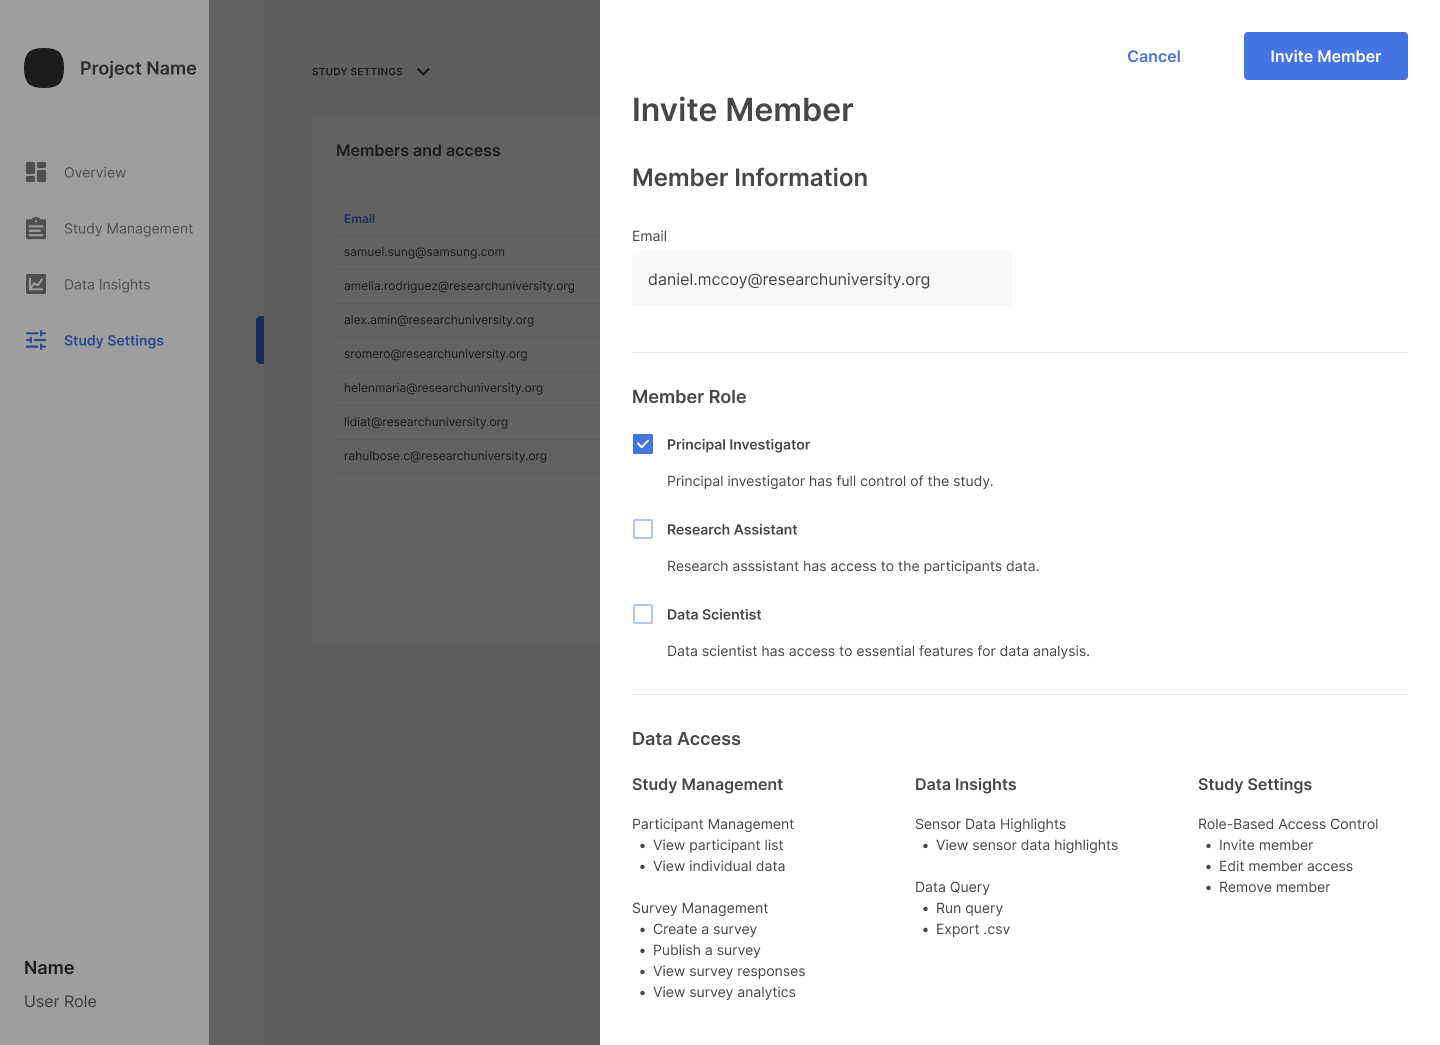 Project Name
Overview
Study Management
Data Insights
Study Settings
Name
User Role
STUDY SETTINGS
Members and access
Email
samuel.sung@samsung.com
amelia.rodriguez@researchuniversity.org
alex.amin@researchuniversity.org
sromero@researchuniversity.org
helenmaria@researchuniversity.org
lidiat@researchuniversity.org
rahulbose.c@researchuniversity.org
Cancel
Invite Member
Invite Member
Member Information
Email
daniel.mccoy@researchuniversity.org
Member Role
Principal Investigator
Principal investigator has full control of the study.
Research Assistant
Research asssistant has access to the participants data.
Data Scientist
Data scientist has access to essential features for data analysis.
Data Access
Study Management
Participant Management
• View participant list
• View individual data
Survey Management
• Create a survey
• Publish a survey
• View survey responses
• View survey analytics
Data Insights
Sensor Data Highlights
• View sensor data highlights
Data Query
• Run query
• Export .csv
Study Settings
Role-Based Access Control
• Invite member
• Edit member access
• Remove member